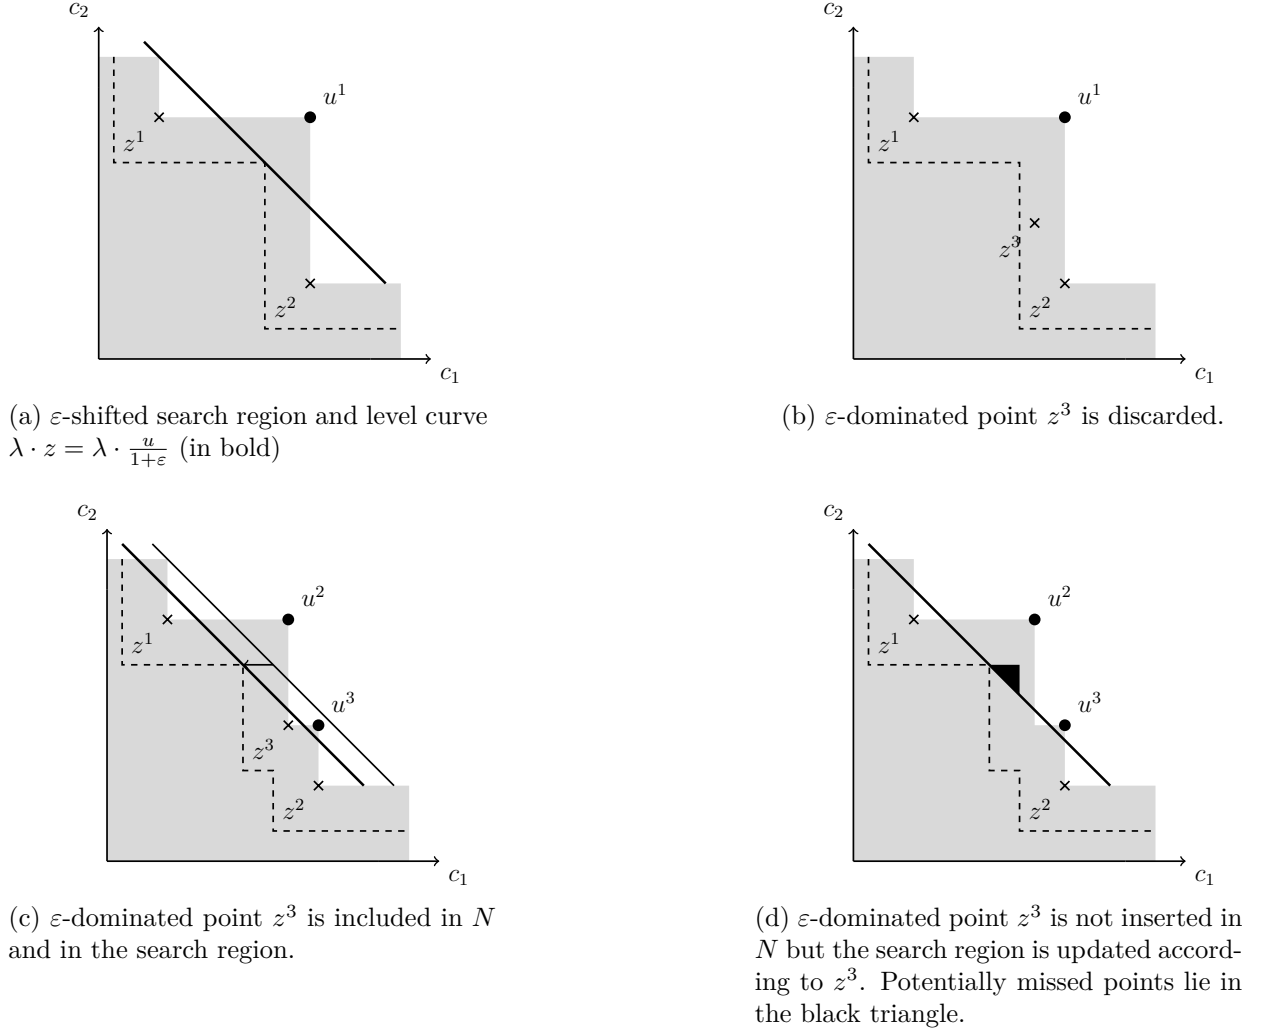 c₂
u¹
z¹
z²
c₁
(a) ε-shifted search region and level curve
λ · z = λ · u/(1+ε) (in bold)
c₂
u¹
z¹
z³
z²
c₁
(b) ε-dominated point z³ is discarded.
c₂
u²
z¹
u³
z³
z²
c₁
(c) ε-dominated point z³ is included in N
and in the search region.
c₂
u²
z¹
u³
z²
c₁
(d) ε-dominated point z³ is not inserted in
N but the search region is updated accord-
ing to z³. Potentially missed points lie in
the black triangle.